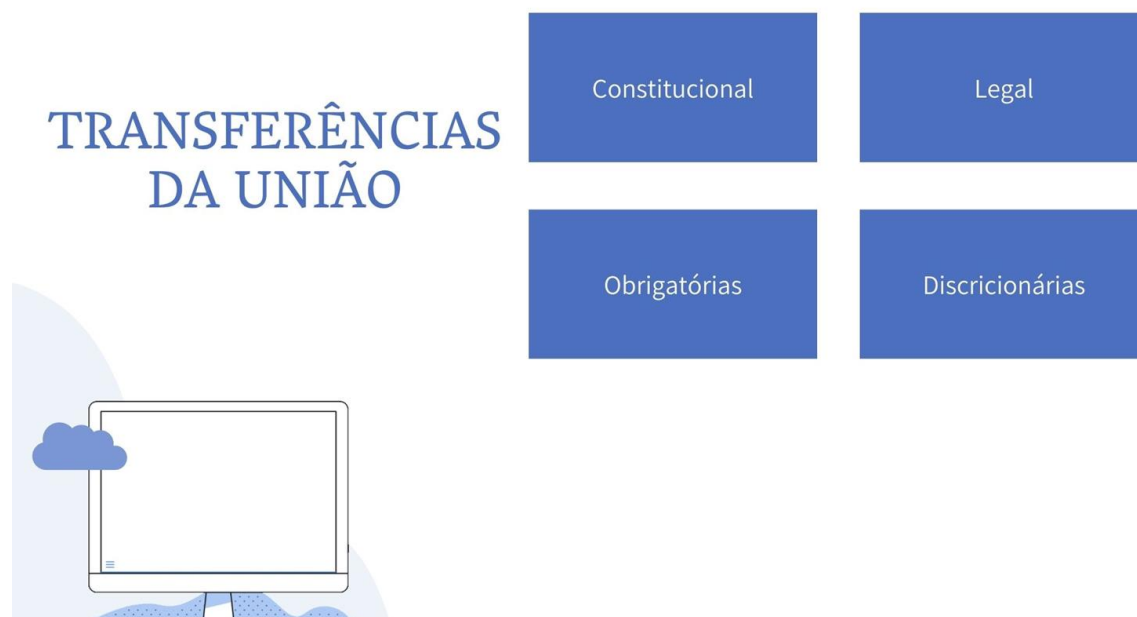 TRANSFERÊNCIAS
DA UNIÃO
Constitucional
Legal
Obrigatórias
Discricionárias